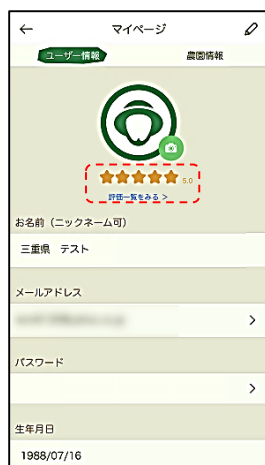 ← マイページ
ユーザー情報 農園情報
5.0
評価一覧をみる >
お名前（ニックネーム可）
三重県 テスト
メールアドレス
>
パスワード
>
生年月日
1988/07/16